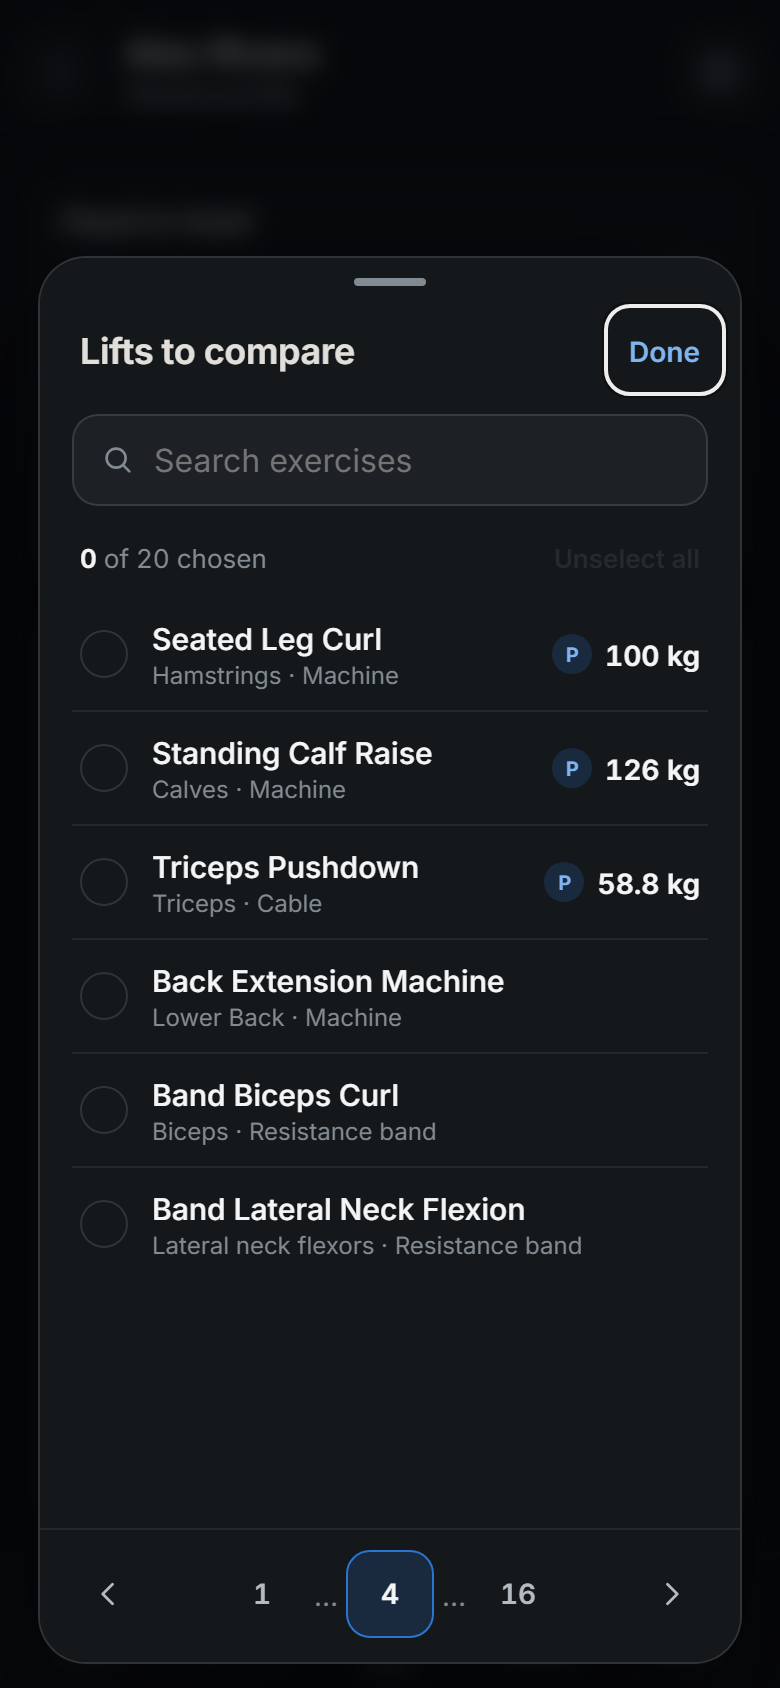 Lifts to compare
Done
Search exercises
0 of 20 chosen
Unselect all
Seated Leg Curl
Hamstrings · Machine
P 100 kg
Standing Calf Raise
Calves · Machine
P 126 kg
Triceps Pushdown
Triceps · Cable
P 58.8 kg
Back Extension Machine
Lower Back · Machine
Band Biceps Curl
Biceps · Resistance band
Band Lateral Neck Flexion
Lateral neck flexors · Resistance band
1 ... 4 ... 16